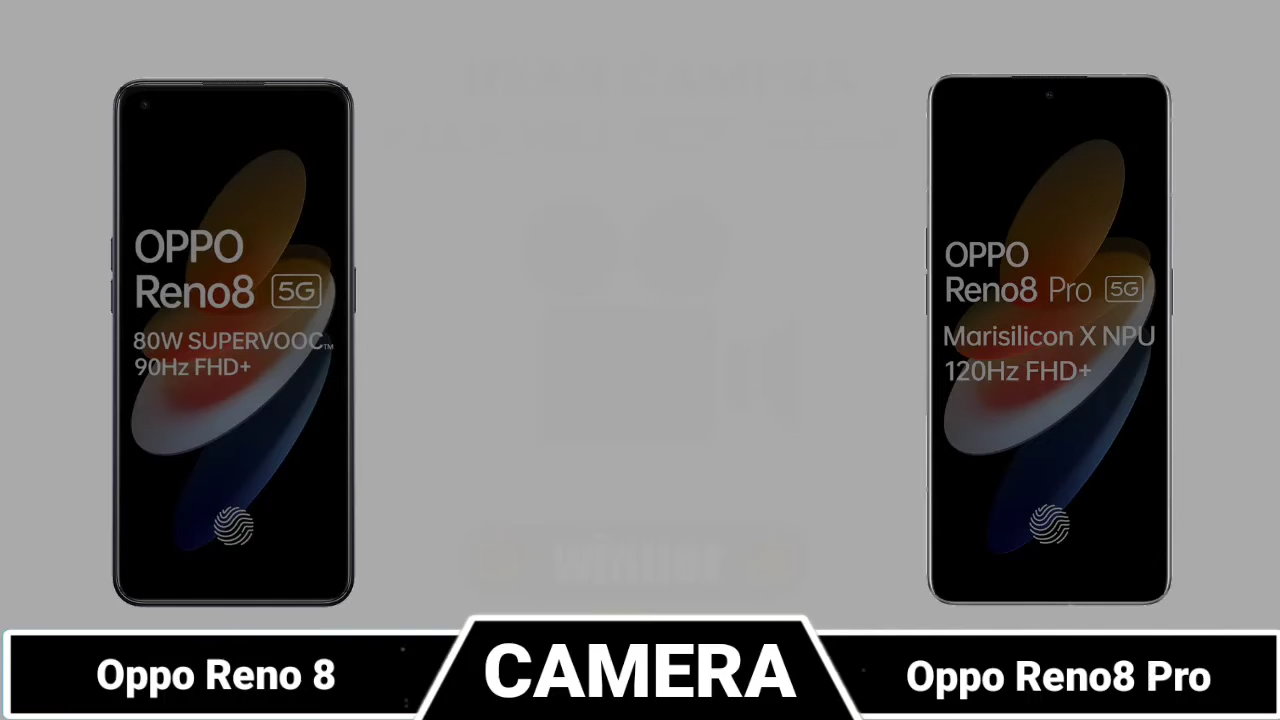 OPPO
Reno8 5G
80W SUPERVOOC™
90Hz FHD+
winner
OPPO
Reno8 Pro 5G
Marisilicon X NPU
120Hz FHD+
Oppo Reno 8
CAMERA
Oppo Reno8 Pro